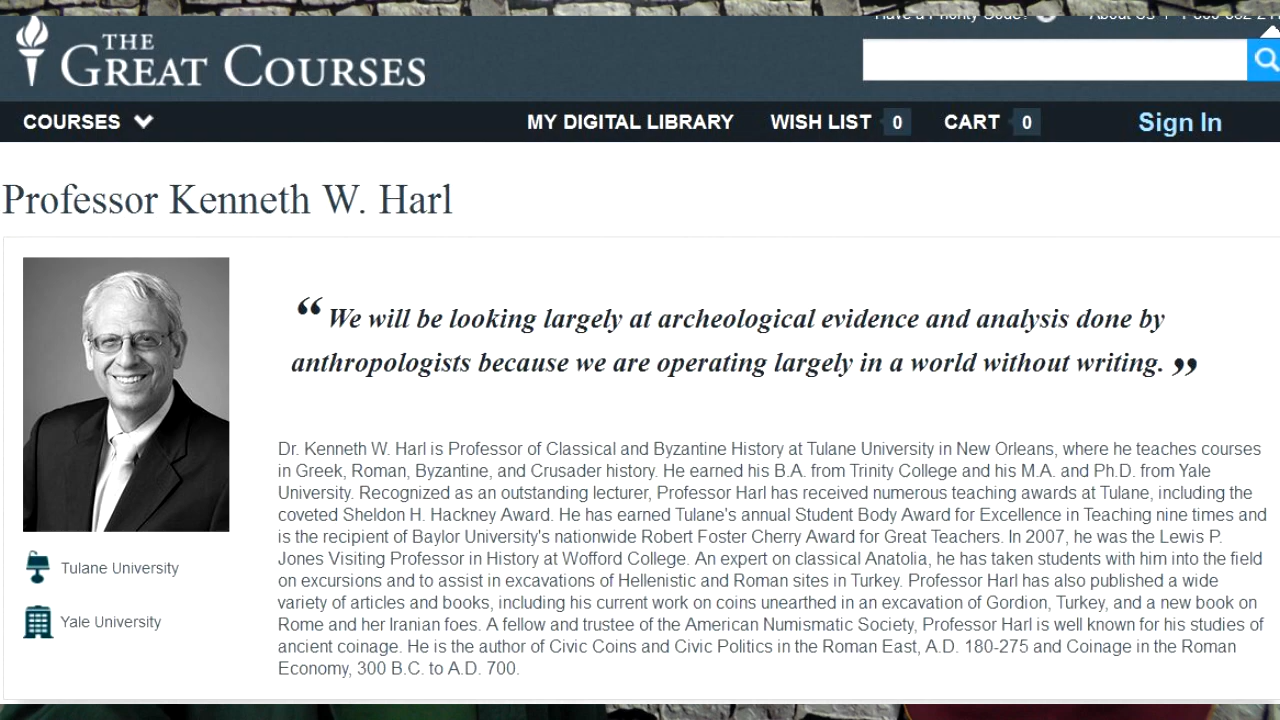 Have a Priority Code?
About Us
THE
GREAT COURSES
COURSES
MY DIGITAL LIBRARY
WISH LIST 0
CART 0
Sign In
Professor Kenneth W. Harl
“ We will be looking largely at archeological evidence and analysis done by
anthropologists because we are operating largely in a world without writing. ”
Dr. Kenneth W. Harl is Professor of Classical and Byzantine History at Tulane University in New Orleans, where he teaches courses
in Greek, Roman, Byzantine, and Crusader history. He earned his B.A. from Trinity College and his M.A. and Ph.D. from Yale
University. Recognized as an outstanding lecturer, Professor Harl has received numerous teaching awards at Tulane, including the
coveted Sheldon H. Hackney Award. He has earned Tulane's annual Student Body Award for Excellence in Teaching nine times and
is the recipient of Baylor University's nationwide Robert Foster Cherry Award for Great Teachers. In 2007, he was the Lewis P.
Jones Visiting Professor in History at Wofford College. An expert on classical Anatolia, he has taken students with him into the field
on excursions and to assist in excavations of Hellenistic and Roman sites in Turkey. Professor Harl has also published a wide
variety of articles and books, including his current work on coins unearthed in an excavation of Gordion, Turkey, and a new book on
Rome and her Iranian foes. A fellow and trustee of the American Numismatic Society, Professor Harl is well known for his studies of
ancient coinage. He is the author of Civic Coins and Civic Politics in the Roman East, A.D. 180-275 and Coinage in the Roman
Economy, 300 B.C. to A.D. 700.
Tulane University
Yale University